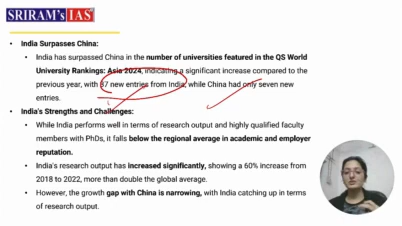 SRIRAM's IAS
• India Surpasses China:
• India has surpassed China in the number of universities featured in the QS World
University Rankings: Asia 2024, indicating a significant increase compared to the
previous year, with 37 new entries from India, while China had only seven new
entries.
• India's Strengths and Challenges:
• While India performs well in terms of research output and highly qualified faculty
members with PhDs, it falls below the regional average in academic and employer
reputation.
• India's research output has increased significantly, showing a 60% increase from
2018 to 2022, more than double the global average.
• However, the growth gap with China is narrowing, with India catching up in terms
of research output.